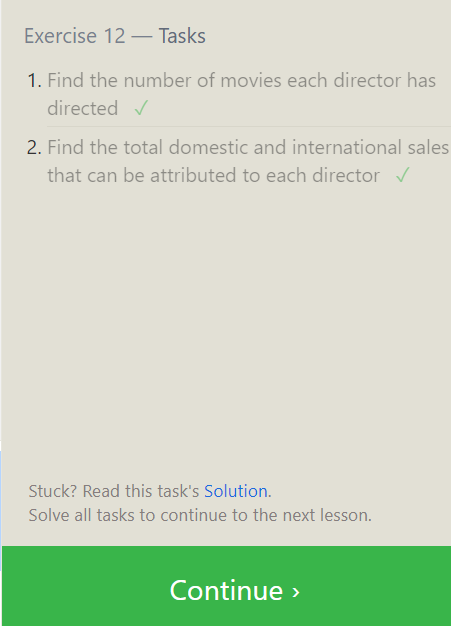 Exercise 12 — Tasks
1. Find the number of movies each director has
directed ✓
2. Find the total domestic and international sales
that can be attributed to each director ✓
Stuck? Read this task's Solution.
Solve all tasks to continue to the next lesson.
Continue ›